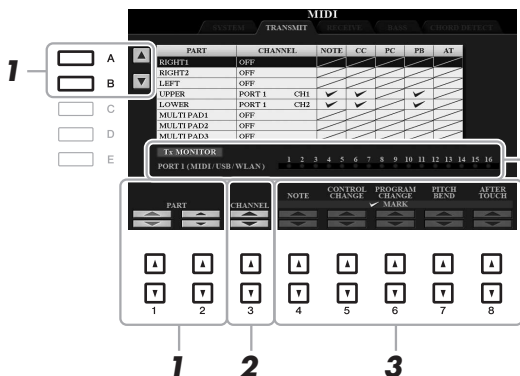 MIDI
SYSTEM TRANSMIT RECEIVE BASS CHORD DETECT
1 A
B
C
D
E
PART CHANNEL NOTE CC PC PB AT
RIGHT1 OFF
RIGHT2 OFF
LEFT OFF
UPPER PORT 1 CH1
LOWER PORT 1 CH2
MULTI PAD1 OFF
MULTI PAD2 OFF
MULTI PAD3 OFF
Tx MONITOR
PORT 1 (MIDI/USB/WLAN) 1 2 3 4 5 6 7 8 9 10 11 12 13 14 15 16
PART CHANNEL NOTE CONTROL CHANGE PROGRAM CHANGE PITCH BEND AFTER TOUCH
MARK
1 2 3 4 5 6 7 8
1 2 3